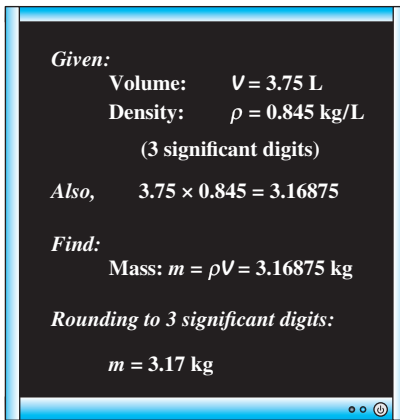 Given:
Volume: V = 3.75 L
Density: ρ = 0.845 kg/L
(3 significant digits)
Also, 3.75 × 0.845 = 3.16875
Find:
Mass: m = ρV = 3.16875 kg
Rounding to 3 significant digits:
m = 3.17 kg